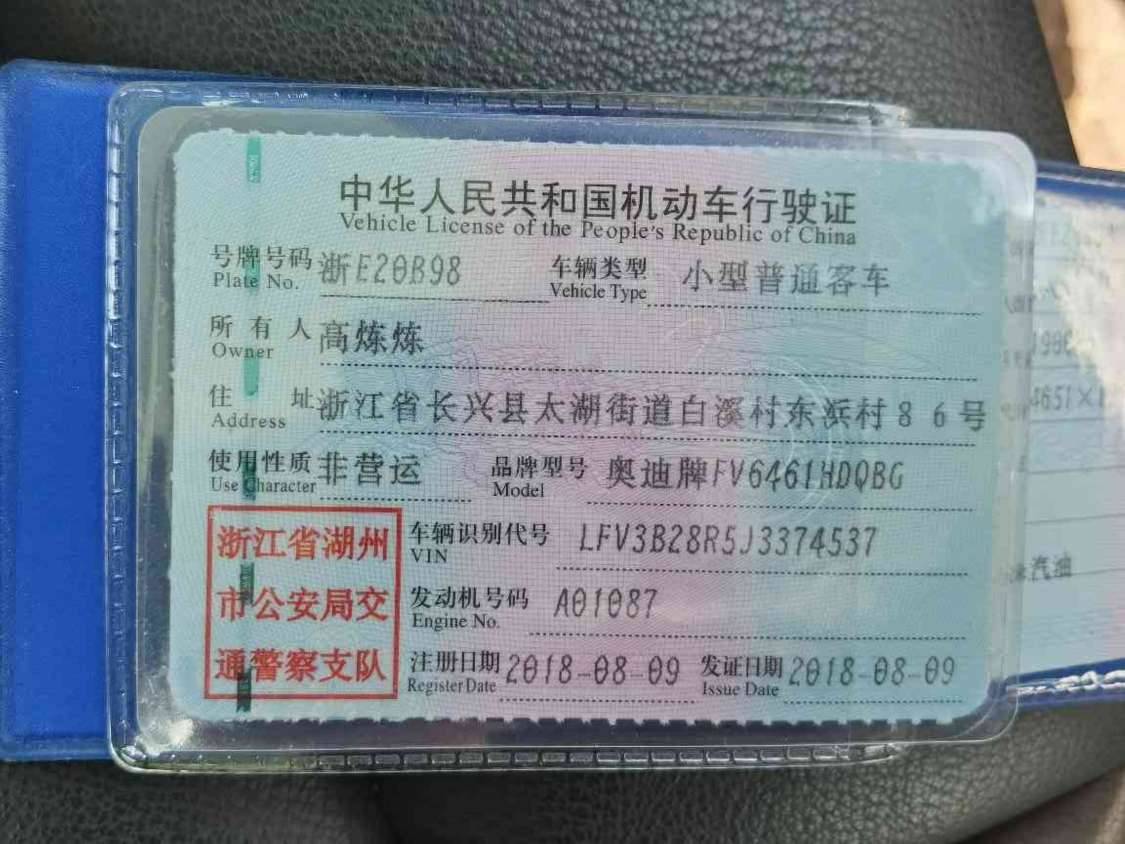 中华人民共和国机动车行驶证
Vehicle License of the People's Republic of China
号牌号码 浙E20B98 车辆类型 小型普通客车
Plate No. Vehicle Type
所有人 高炼炼
Owner
住址 浙江省长兴县太湖街道白溪村东浜村86号
Address
使用性质 非营运 品牌型号 奥迪牌FV6461HDQBG
Use Character Model
浙江省湖州
市公安局交
通警察支队
车辆识别代号 LFV3B28R5J3374537
VIN
发动机号码 A01087
Engine No.
注册日期 2018-08-09 发证日期 2018-08-09
Register Date Issue Date
4651×1
汽油